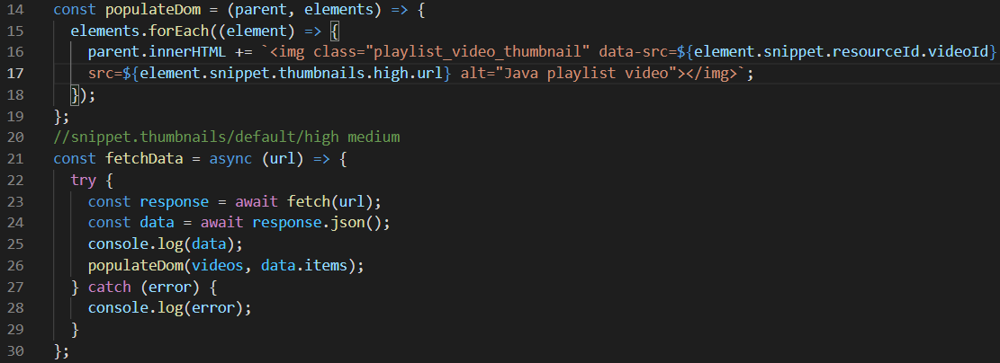 14 const populateDom = (parent, elements) => {
15 elements.forEach((element) => {
16 parent.innerHTML += `<img class="playlist_video_thumbnail" data-src=${element.snippet.resourceId.videoId}
17 src=${element.snippet.thumbnails.high.url} alt="Java playlist video"></img>`;
18 });
19 };
20 //snippet.thumbnails/default/high medium
21 const fetchData = async (url) => {
22 try {
23 const response = await fetch(url);
24 const data = await response.json();
25 console.log(data);
26 populateDom(videos, data.items);
27 } catch (error) {
28 console.log(error);
29 }
30 };